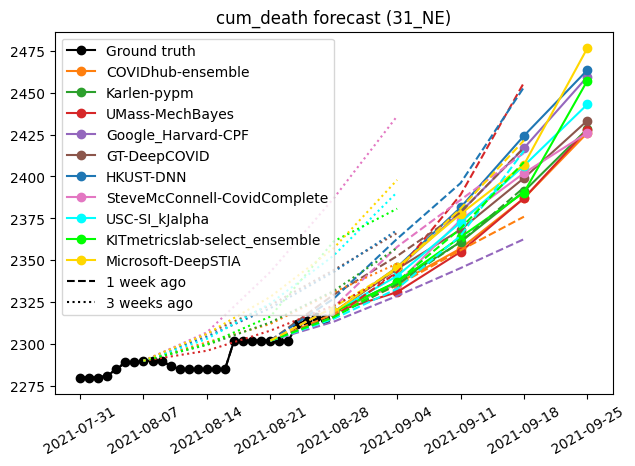 cum_death forecast (31_NE)
2475
2450
2425
2400
2375
2350
2325
2300
2275
Ground truth
COVIDhub-ensemble
Karlen-pypm
UMass-MechBayes
Google_Harvard-CPF
GT-DeepCOVID
HKUST-DNN
SteveMcConnell-CovidComplete
USC-SI_kJalpha
KITmetricslab-select_ensemble
Microsoft-DeepSTIA
1 week ago
3 weeks ago
2021-07-31
2021-08-07
2021-08-14
2021-08-21
2021-08-28
2021-09-04
2021-09-11
2021-09-18
2021-09-25